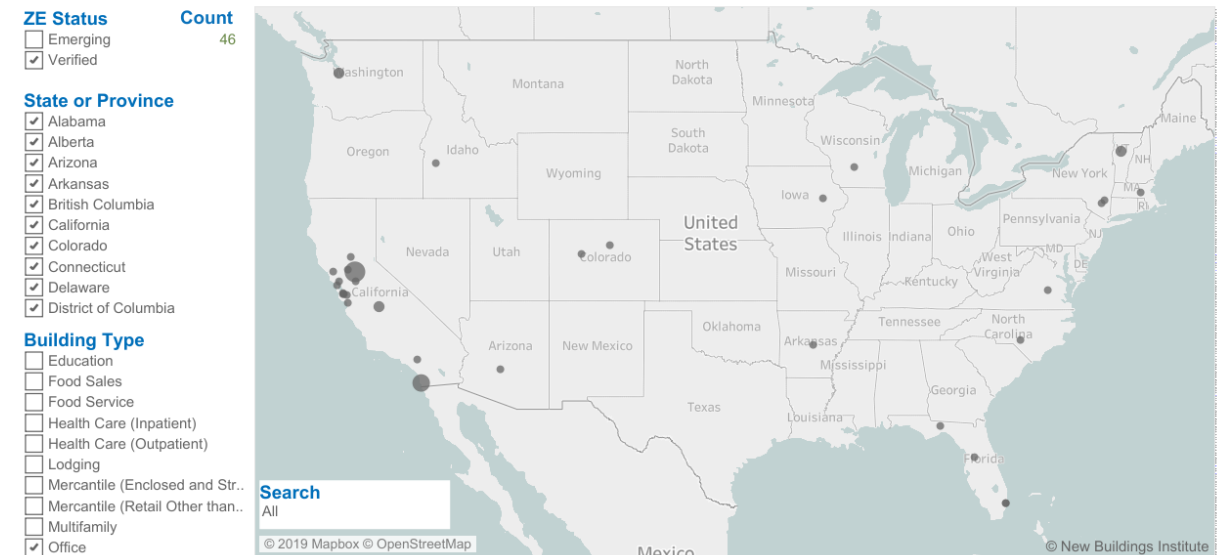 ZE Status
Count
Emerging
46
Verified
State or Province
Alabama
Alberta
Arizona
Arkansas
British Columbia
California
Colorado
Connecticut
Delaware
District of Columbia
Building Type
Education
Food Sales
Food Service
Health Care (Inpatient)
Health Care (Outpatient)
Lodging
Mercantile (Enclosed and Str..
Mercantile (Retail Other than..
Multifamily
Office
ashington
Montana
North
Dakota
Minnesota
Maine
Oregon
Idaho
South
Dakota
Wisconsin
Michigan
VT
NH
New York
Wyoming
MA
RI
Iowa
Pennsylvania
NJ
United
States
Nevada
Utah
Colorado
Illinois
Indiana
Ohio
MD
DE
West
Virginia
Missouri
Kentucky
California
Oklahoma
Tennessee
North
Carolina
Arizona
New Mexico
Arkansas
Mississippi
Georgia
Texas
Louisiana
Florida
Mexico
Search
All
© 2019 Mapbox © OpenStreetMap
© New Buildings Institute